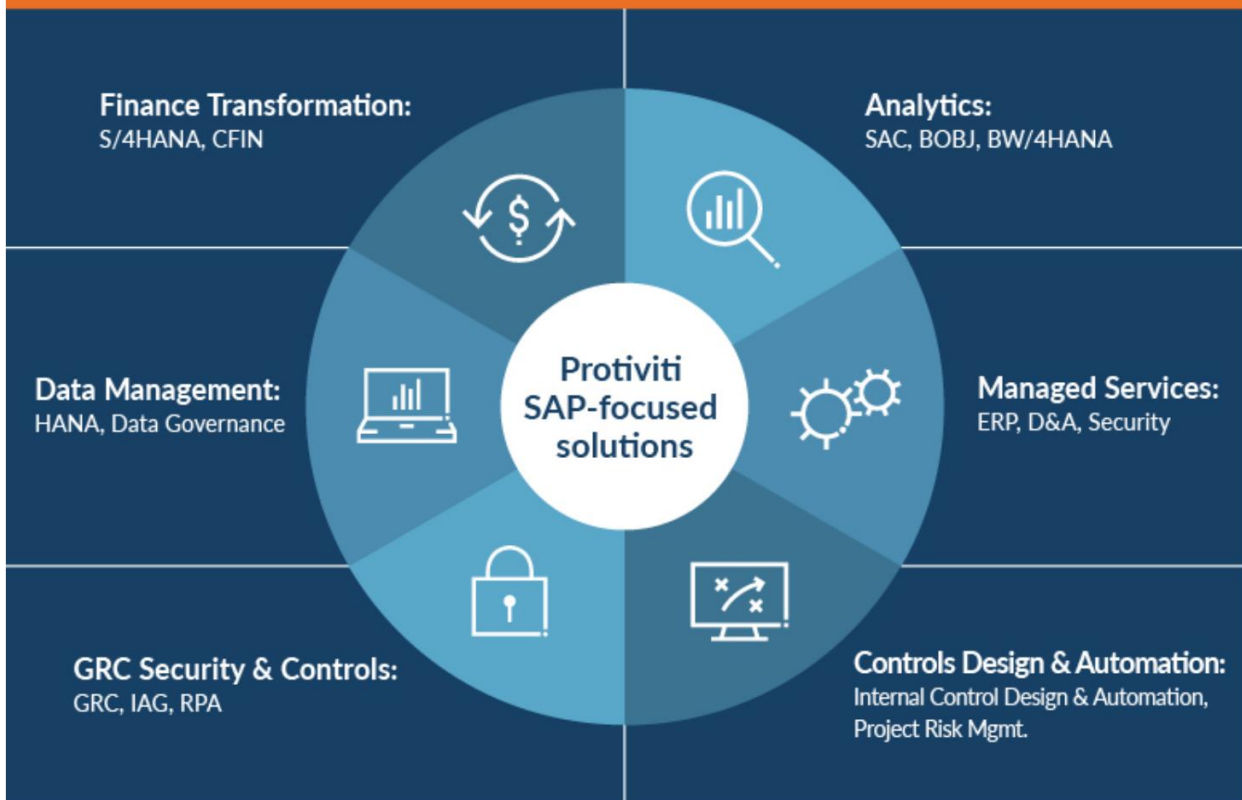 Finance Transformation:
S/4HANA, CFIN
Analytics:
SAC, BOBJ, BW/4HANA
Data Management:
HANA, Data Governance
Protiviti
SAP-focused
solutions
Managed Services:
ERP, D&A, Security
GRC Security & Controls:
GRC, IAG, RPA
Controls Design & Automation:
Internal Control Design & Automation,
Project Risk Mgmt.